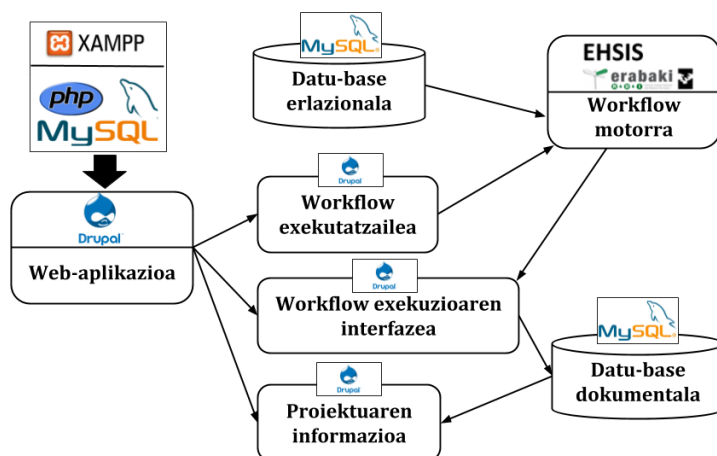 XAMPP
php
MySQL
Drupal
Web-aplikazioa
MySQL
Datu-base
erlazionala
EHSIS
erabaki
Workflow
motorra
Drupal
Workflow
exekutatzailea
Drupal
Workflow exekuzioaren
interfazea
MySQL
Datu-base
dokumentala
Drupal
Proiektuaren
informazioa